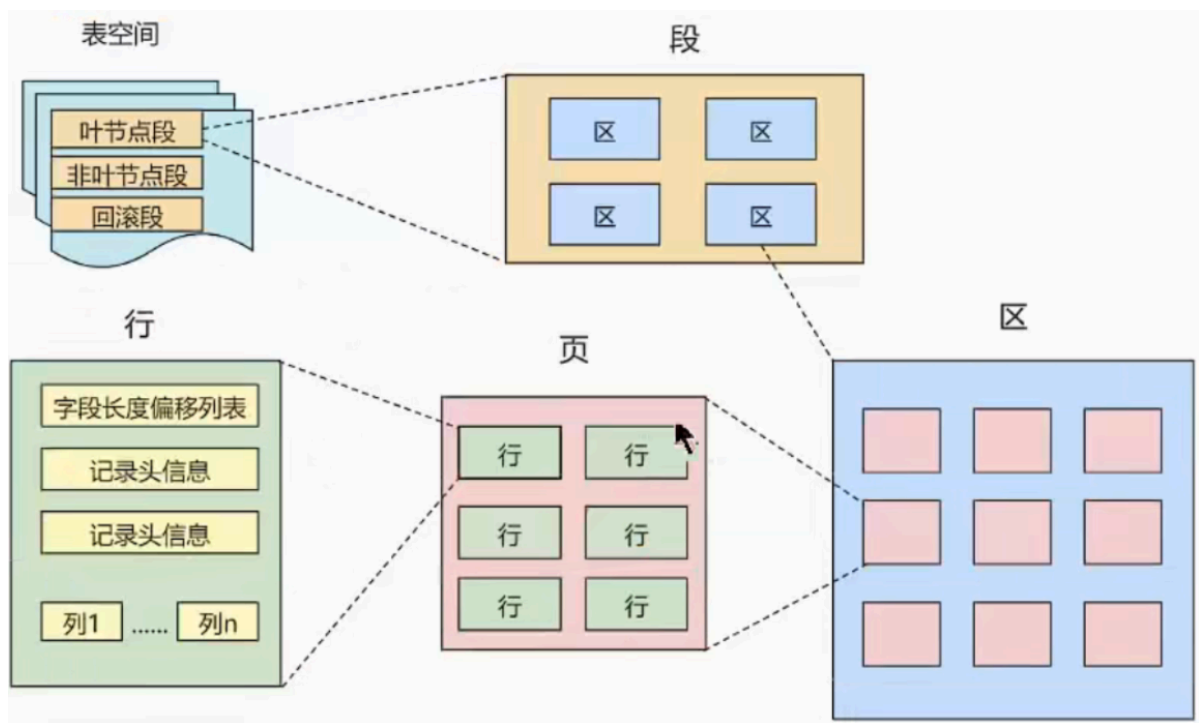 表空间
叶节点段
非叶节点段
回滚段
段
区
区
区
区
行
字段长度偏移列表
记录头信息
记录头信息
列1 ...... 列n
页
行
行
行
行
行
行
区